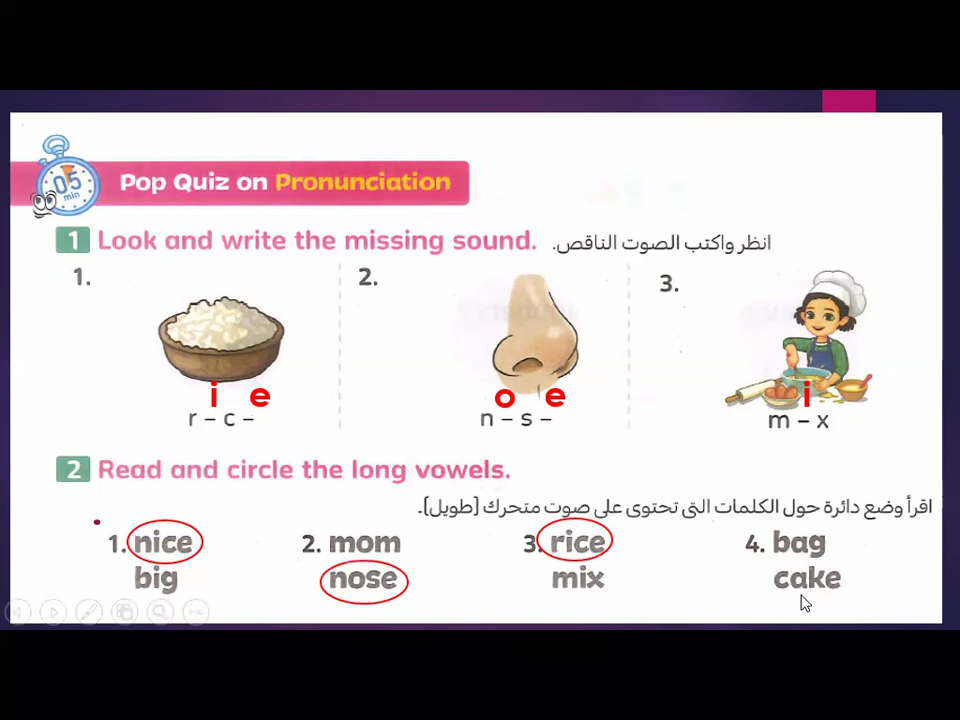 05
min
Pop Quiz on Pronunciation
1 Look and write the missing sound. انظر واكتب الصوت الناقص.
1. 2. 3.
i e o e i
r – c – n – s – m – x
2 Read and circle the long vowels.
اقرأ وضع دائرة حول الكلمات التى تحتوى على صوت متحرك (طويل).
1. nice 2. mom 3. rice 4. bag
big nose mix cake